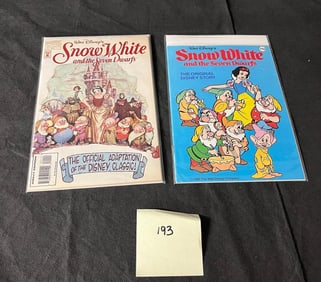 Walt Disney's
Snow White
and the Seven Dwarfs
THE OFFICIAL ADAPTATION
OF THE DISNEY CLASSIC!
Walt Disney's
Snow White
and the Seven Dwarfs
THE ORIGINAL
DISNEY STORY
193